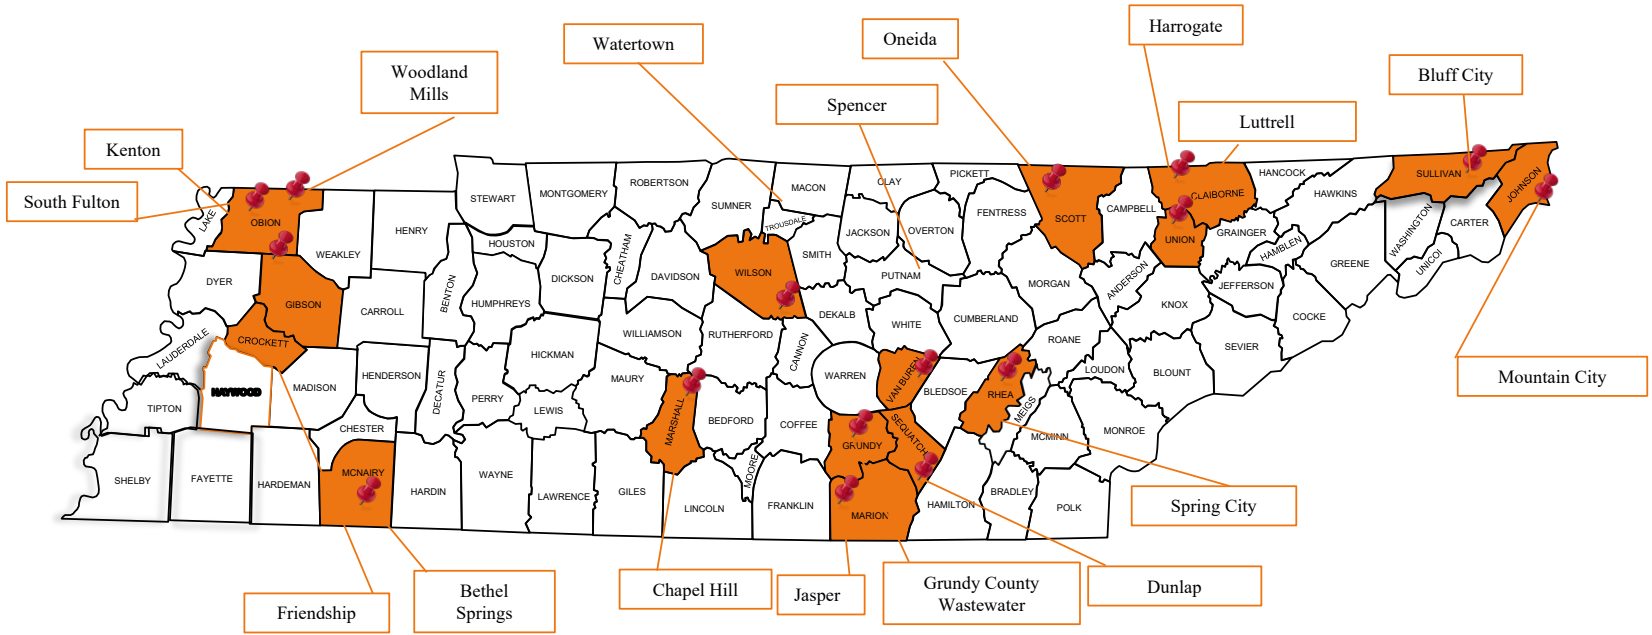 Harrogate
Oneida
Watertown
Bluff City
Woodland
Mills
Spencer
Luttrell
Kenton
South Fulton
Mountain City
Spring City
Dunlap
Grundy County
Wastewater
Jasper
Chapel Hill
Bethel
Springs
Friendship
LAKE
OBION
WEAKLEY
HENRY
STEWART
MONTGOMERY
ROBERTSON
SUMNER
MACON
TROUSDALE
CLAY
PICKETT
FENTRESS
SCOTT
CAMPBELL
CLAIBORNE
HANCOCK
HAWKINS
SULLIVAN
JOHNSON
HOUSTON
CHEATHAM
DAVIDSON
WILSON
SMITH
JACKSON
OVERTON
PUTNAM
UNION
GRAINGER
HAMBLEN
GREENE
WASHINGTON
CARTER
UNICOI
DYER
GIBSON
CARROLL
BENTON
HUMPHREYS
DICKSON
MORGAN
ANDERSON
KNOX
JEFFERSON
COCKE
LAUDERDALE
CROCKETT
WILLIAMSON
RUTHERFORD
CANNON
DEKALB
WHITE
CUMBERLAND
ROANE
LOUDON
BLOUNT
SEVIER
HAYWOOD
MADISON
HENDERSON
DECATUR
PERRY
HICKMAN
LEWIS
MAURY
MARSHALL
BEDFORD
COFFEE
WARREN
VAN BUREN
BLEDSOE
RHEA
MEIGS
MCMINN
MONROE
TIPTON
CHESTER
GRUNDY
SEQUATCH
SHELBY
FAYETTE
HARDEMAN
MCNAIRY
HARDIN
WAYNE
LAWRENCE
GILES
LINCOLN
MOORE
FRANKLIN
MARION
HAMILTON
BRADLEY
POLK